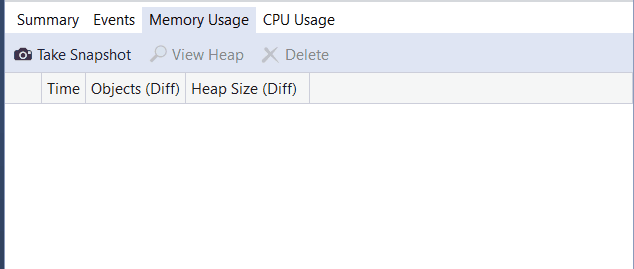 Summary Events Memory Usage CPU Usage
Take Snapshot View Heap Delete
Time Objects (Diff) Heap Size (Diff)